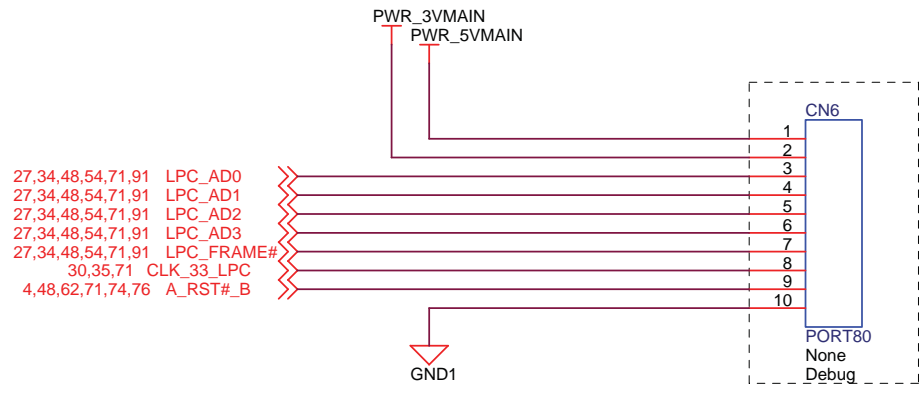 PWR_3VMAIN
PWR_5VMAIN
CN6
1
2
27,34,48,54,71,91 LPC_AD0 3
27,34,48,54,71,91 LPC_AD1 4
27,34,48,54,71,91 LPC_AD2 5
27,34,48,54,71,91 LPC_AD3 6
27,34,48,54,71,91 LPC_FRAME# 7
30,35,71 CLK_33_LPC 8
4,48,62,71,74,76 A_RST#_B 9
10
PORT80
None
Debug
GND1